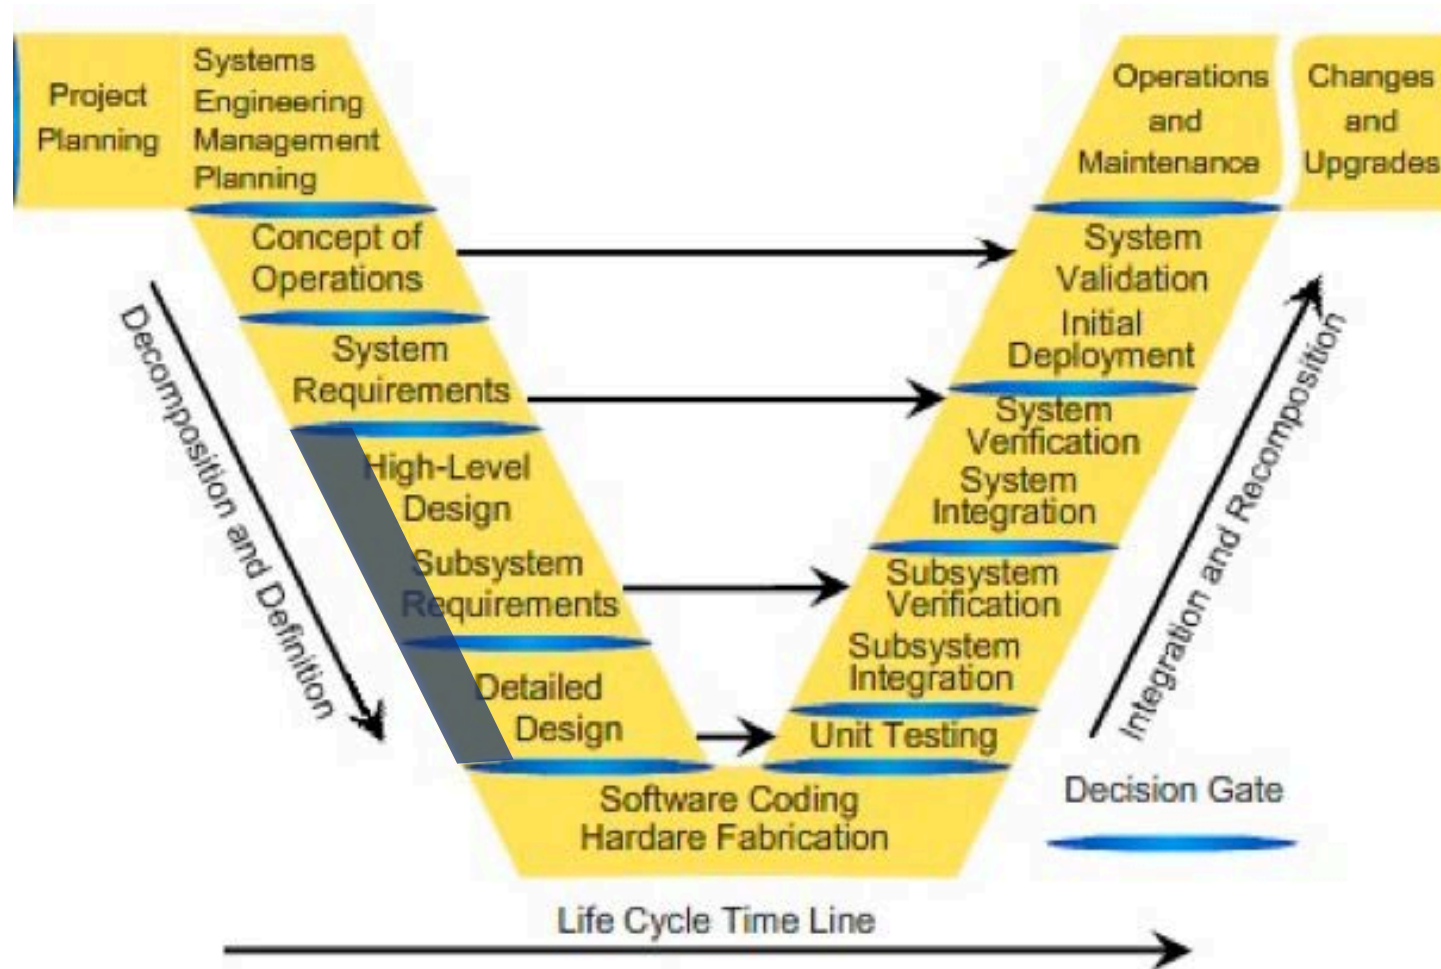 Project
Planning
Systems
Engineering
Management
Planning
Concept of
Operations
System
Requirements
High-Level
Design
Subsystem
Requirements
Detailed
Design
Software Coding
Hardare Fabrication
Unit Testing
Subsystem
Integration
Subsystem
Verification
System
Integration
System
Verification
Initial
Deployment
System
Validation
Operations
and
Maintenance
Changes
and
Upgrades
Decomposition and Definition
Integration and Recomposition
Decision Gate
Life Cycle Time Line